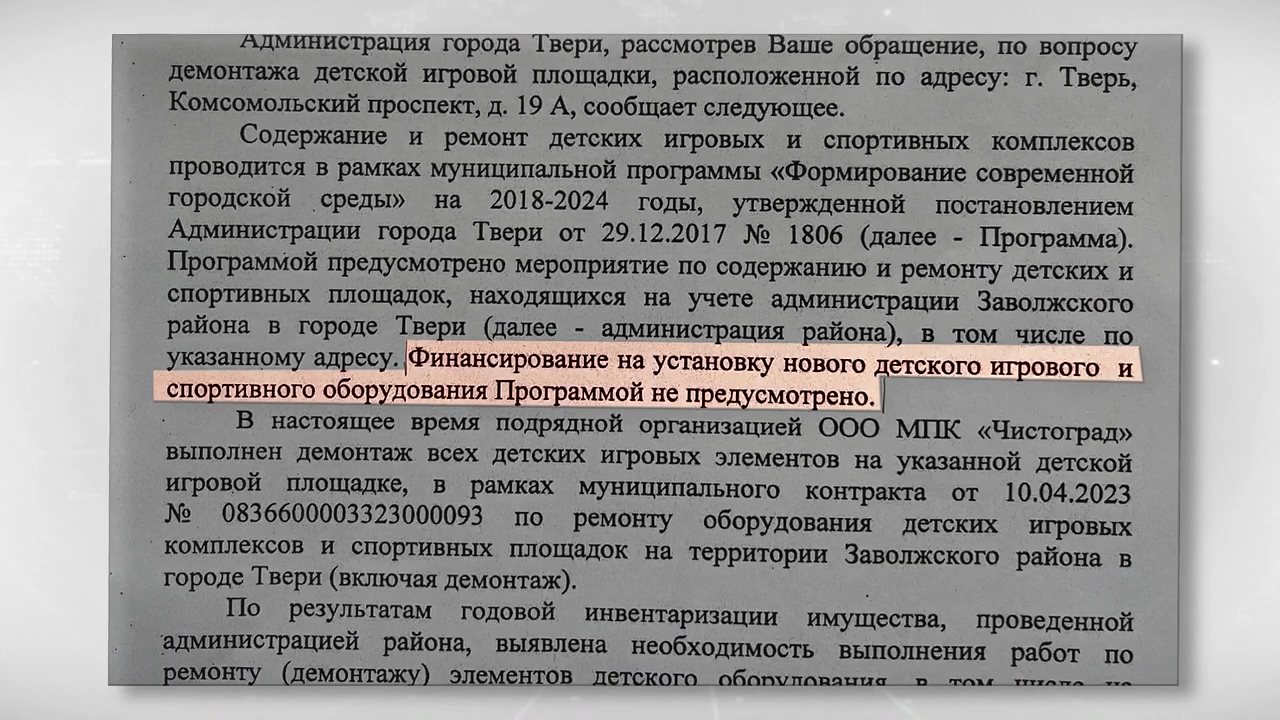 Администрация города Твери, рассмотрев Ваше обращение, по вопросу
демонтажа детской игровой площадки, расположенной по адресу: г. Тверь,
Комсомольский проспект, д. 19 А, сообщает следующее.
Содержание и ремонт детских игровых и спортивных комплексов
проводится в рамках муниципальной программы «Формирование современной
городской среды» на 2018-2024 годы, утвержденной постановлением
Администрации города Твери от 29.12.2017 № 1806 (далее - Программа).
Программой предусмотрено мероприятие по содержанию и ремонту детских и
спортивных площадок, находящихся на учете администрации Заволжского
района в городе Твери (далее - администрация района), в том числе по
указанному адресу. Финансирование на установку нового детского игрового и
спортивного оборудования Программой не предусмотрено.
В настоящее время подрядной организацией ООО МПК «Чистоград»
выполнен демонтаж всех детских игровых элементов на указанной детской
игровой площадке, в рамках муниципального контракта от 10.04.2023
№ 0836600003323000093 по ремонту оборудования детских игровых
комплексов и спортивных площадок на территории Заволжского района в
городе Твери (включая демонтаж).
По результатам годовой инвентаризации имущества, проведенной
администрацией района, выявлена необходимость выполнения работ по
ремонту (демонтажу) элементов детского оборудования, в том числе